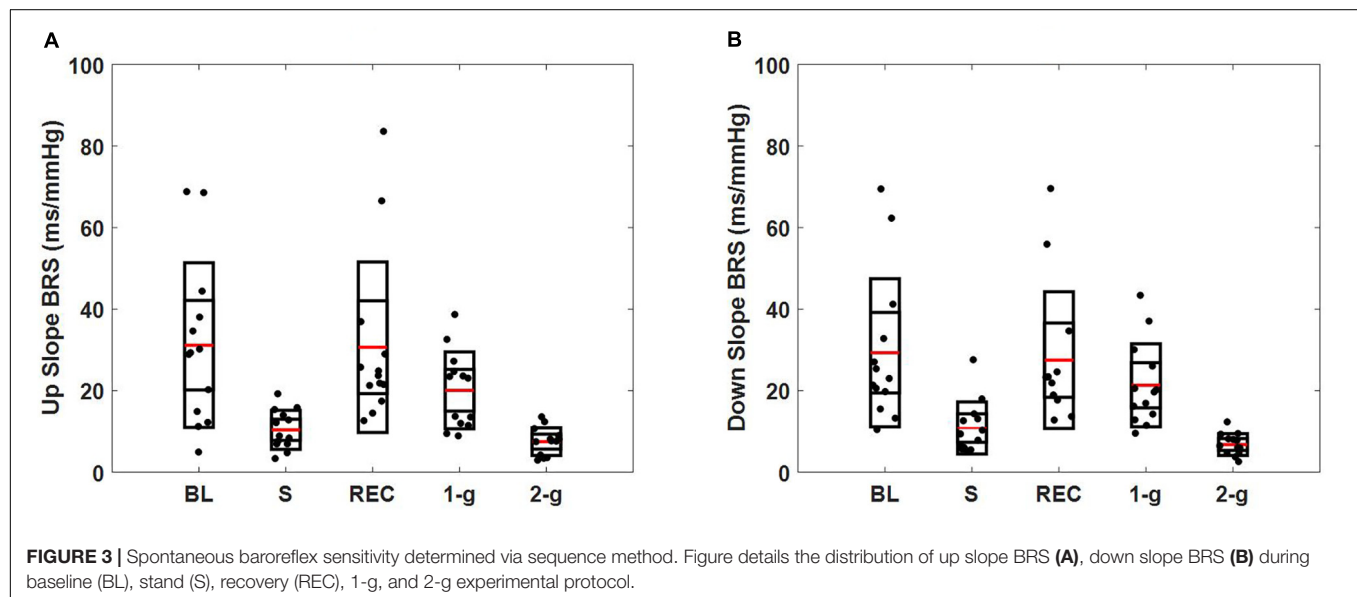 A
Up Slope BRS (ms/mmHg)
100
80
60
40
20
0
BL S REC 1-g 2-g
B
Down Slope BRS (ms/mmHg)
100
80
60
40
20
0
BL S REC 1-g 2-g
FIGURE 3 | Spontaneous baroreflex sensitivity determined via sequence method. Figure details the distribution of up slope BRS (A), down slope BRS (B) during
baseline (BL), stand (S), recovery (REC), 1-g, and 2-g experimental protocol.